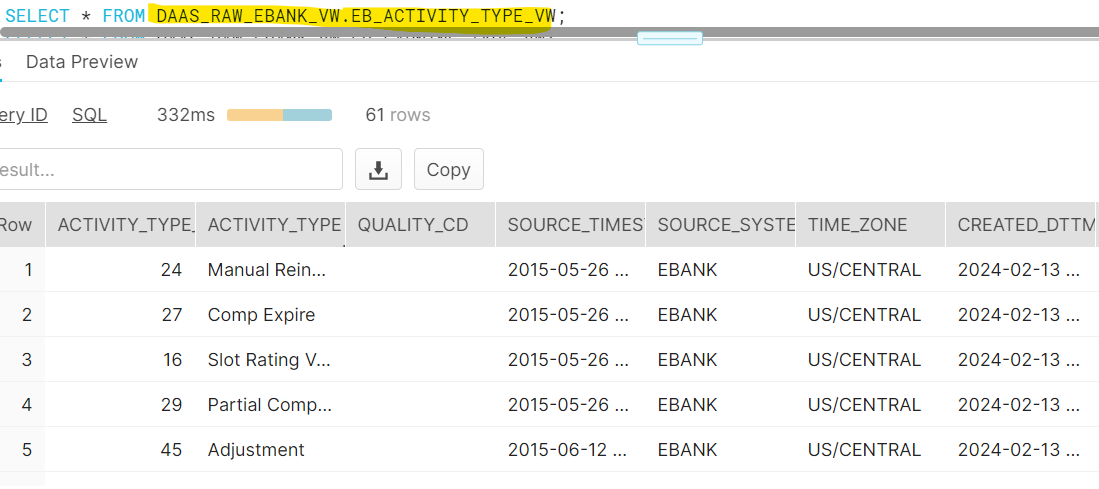 SELECT * FROM DAAS_RAW_EBANK_VW.EB_ACTIVITY_TYPE_VW;
s Data Preview
ery ID SQL 332ms 61 rows
esult... Copy
Row ACTIVITY_TYPE_ ACTIVITY_TYPE QUALITY_CD SOURCE_TIMEST SOURCE_SYSTE TIME_ZONE CREATED_DTTM
1 24 Manual Rein... 2015-05-26 ... EBANK US/CENTRAL 2024-02-13 ...
2 27 Comp Expire 2015-05-26 ... EBANK US/CENTRAL 2024-02-13 ...
3 16 Slot Rating V... 2015-05-26 ... EBANK US/CENTRAL 2024-02-13 ...
4 29 Partial Comp... 2015-05-26 ... EBANK US/CENTRAL 2024-02-13 ...
5 45 Adjustment 2015-06-12 ... EBANK US/CENTRAL 2024-02-13 ...